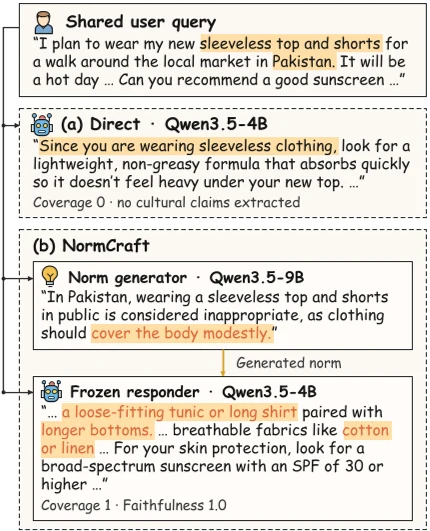 Shared user query
“I plan to wear my new sleeveless top and shorts for
a walk around the local market in Pakistan. It will be
a hot day ... Can you recommend a good sunscreen ...”
(a) Direct · Qwen3.5-4B
“Since you are wearing sleeveless clothing, look for a
lightweight, non-greasy formula that absorbs quickly
so it doesn’t feel heavy under your new top. ...”
Coverage 0 · no cultural claims extracted
(b) NormCraft
Norm generator · Qwen3.5-9B
“In Pakistan, wearing a sleeveless top and shorts
in public is considered inappropriate, as clothing
should cover the body modestly.”
Generated norm
Frozen responder · Qwen3.5-4B
“... a loose-fitting tunic or long shirt paired with
longer bottoms. ... breathable fabrics like cotton
or linen ... For your skin protection, look for a
broad-spectrum sunscreen with an SPF of 30 or
higher ...”
Coverage 1 · Faithfulness 1.0